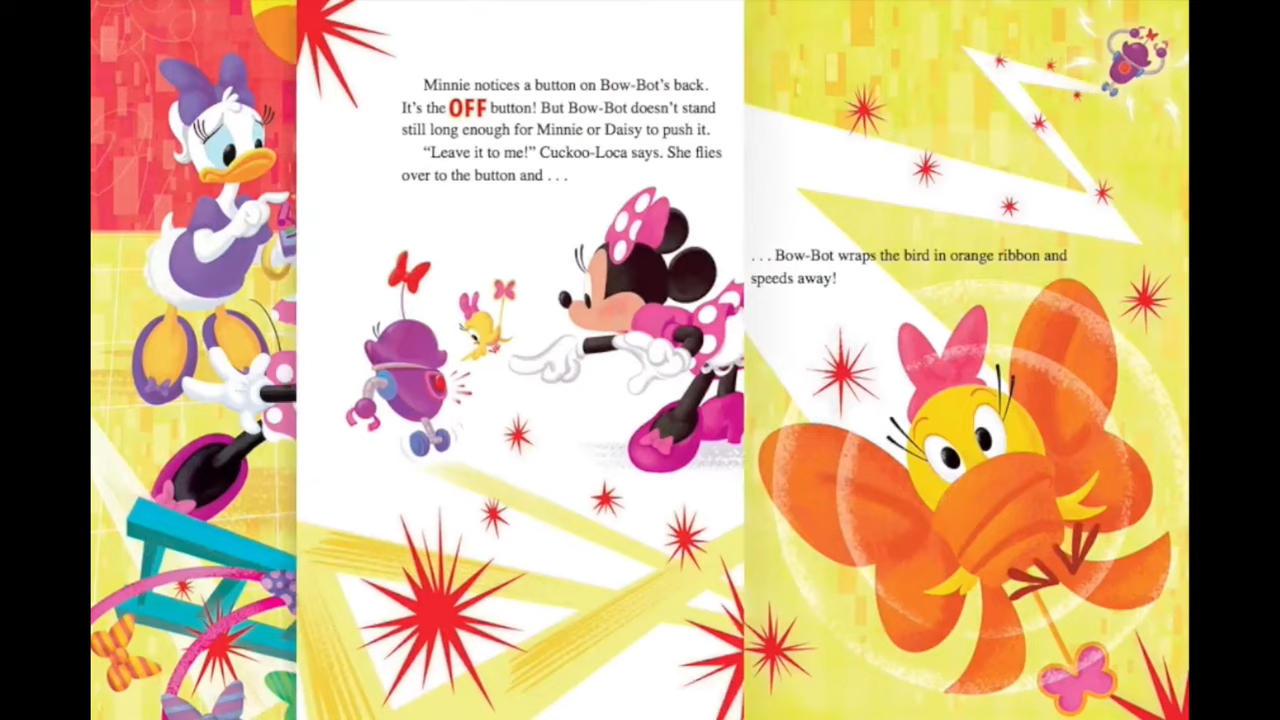 Minnie notices a button on Bow-Bot’s back.
It’s the OFF button! But Bow-Bot doesn’t stand
still long enough for Minnie or Daisy to push it.
“Leave it to me!” Cuckoo-Loca says. She flies
over to the button and . . .
. . . Bow-Bot wraps the bird in orange ribbon and
speeds away!